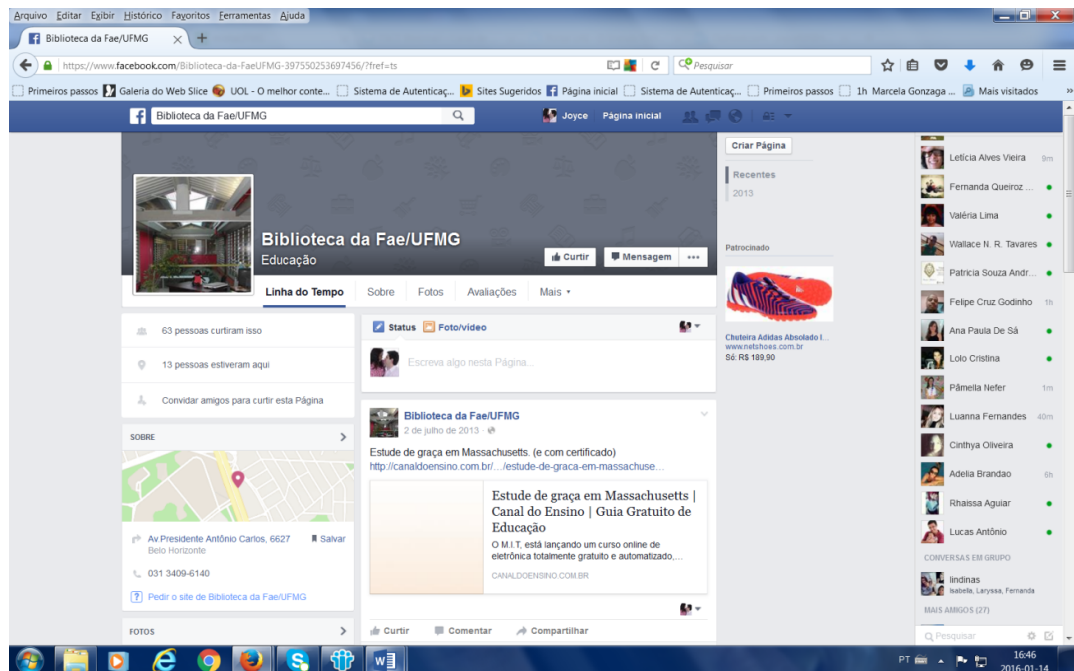 Arquivo Editar Exibir Histórico Favoritos Ferramentas Ajuda
Biblioteca da Fae/UFMG
https://www.facebook.com/Biblioteca-da-FaeUFMG-397550253697456/?fref=ts
Pesquisar
Primeiros passos Galeria do Web Slice UOL - O melhor conte... Sistema de Autenticaç... Sites Sugeridos Página inicial Sistema de Autenticaç... Primeiros passos 1h Marcela Gonzaga ... Mais visitados
Biblioteca da Fae/UFMG
Joyce Página inicial
Biblioteca da Fae/UFMG
Educação
Curtir Mensagem
Linha do Tempo Sobre Fotos Avaliações Mais
63 pessoas curtiram isso
13 pessoas estiveram aqui
Convidar amigos para curtir esta Página
SOBRE
Av Presidente Antônio Carlos, 6627 Salvar
Belo Horizonte
031 3409-6140
Pedir o site de Biblioteca da Fae/UFMG
FOTOS
Status Foto/vídeo
Escreva algo nesta Página...
Biblioteca da Fae/UFMG
2 de julho de 2013
Estude de graça em Massachusetts. (e com certificado)
http://canaldoensino.com.br/.../estude-de-graca-em-massachuse...
Estude de graça em Massachusetts |
Canal do Ensino | Guia Gratuito de
Educação
O M.I.T, está lançando um curso online de
eletrônica totalmente gratuito e automatizado,...
CANALDOENSINO.COM.BR
Curtir Comentar Compartilhar
Criar Página
Recentes
2013
Patrocinado
Chuteira Adidas Absolado I...
www.netshoes.com.br
Só: R$ 189,90
Letícia Alves Vieira 9m
Fernanda Queiroz ...
Valéria Lima
Wallace N. R. Tavares
Patricia Souza Andr...
Felipe Cruz Godinho 1h
Ana Paula De Sá
Lolo Cristina
Pâmella Nefer 1m
Luanna Fernandes 40m
Cinthya Oliveira
Adelia Brandao 6h
Rhaissa Aguiar
Lucas Antônio
CONVERSAS EM GRUPO
lindinas
Isabela, Laryssa, Fernanda
MAIS AMIGOS (27)
Pesquisar
PT
16:46
2016-01-14